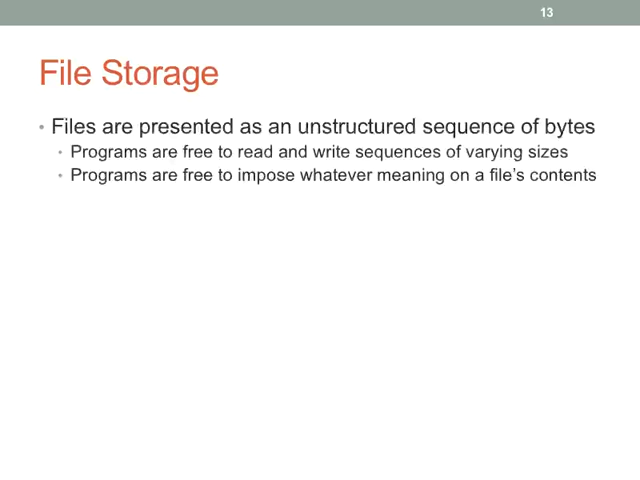 13
File Storage
• Files are presented as an unstructured sequence of bytes
• Programs are free to read and write sequences of varying sizes
• Programs are free to impose whatever meaning on a file's contents